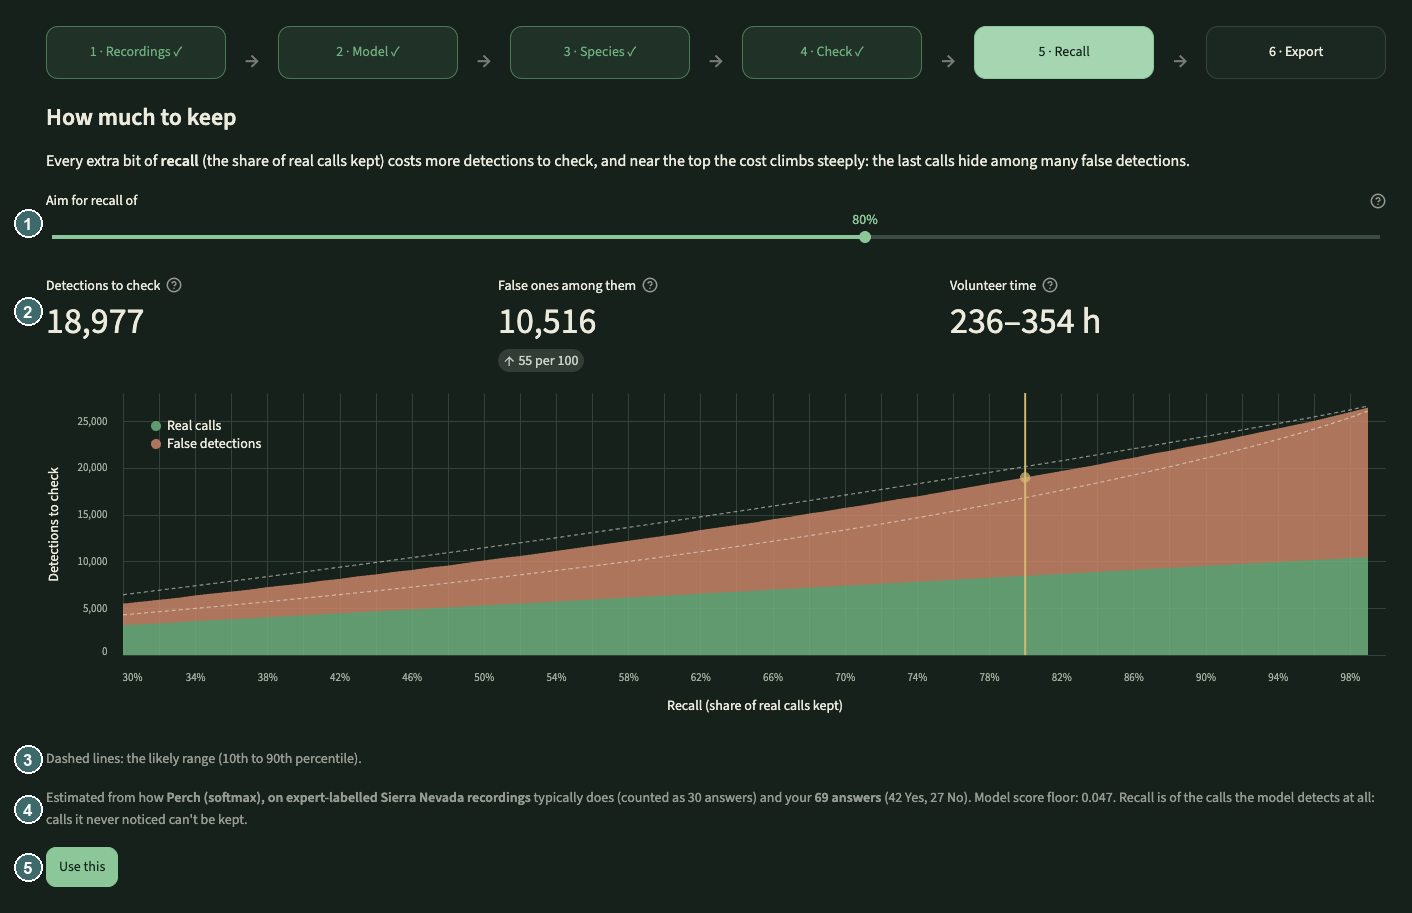 1 · Recordings ✓
→
2 · Model ✓
→
3 · Species ✓
→
4 · Check ✓
→
5 · Recall
→
6 · Export
How much to keep
Every extra bit of recall (the share of real calls kept) costs more detections to check, and near the top the cost climbs steeply: the last calls hide among many false detections.
Aim for recall of
?
1
80%
Detections to check ?
False ones among them ?
Volunteer time ?
2
18,977
10,516
236–354 h
↑ 55 per 100
Real calls
False detections
25,000
20,000
15,000
10,000
5,000
0
Detections to check
30% 34% 38% 42% 46% 50% 54% 58% 62% 66% 70% 74% 78% 82% 86% 90% 94% 98%
Recall (share of real calls kept)
3
Dashed lines: the likely range (10th to 90th percentile).
4
Estimated from how Perch (softmax), on expert-labelled Sierra Nevada recordings typically does (counted as 30 answers) and your 69 answers (42 Yes, 27 No). Model score floor: 0.047. Recall is of the calls the model detects at all:
calls it never noticed can't be kept.
5
Use this